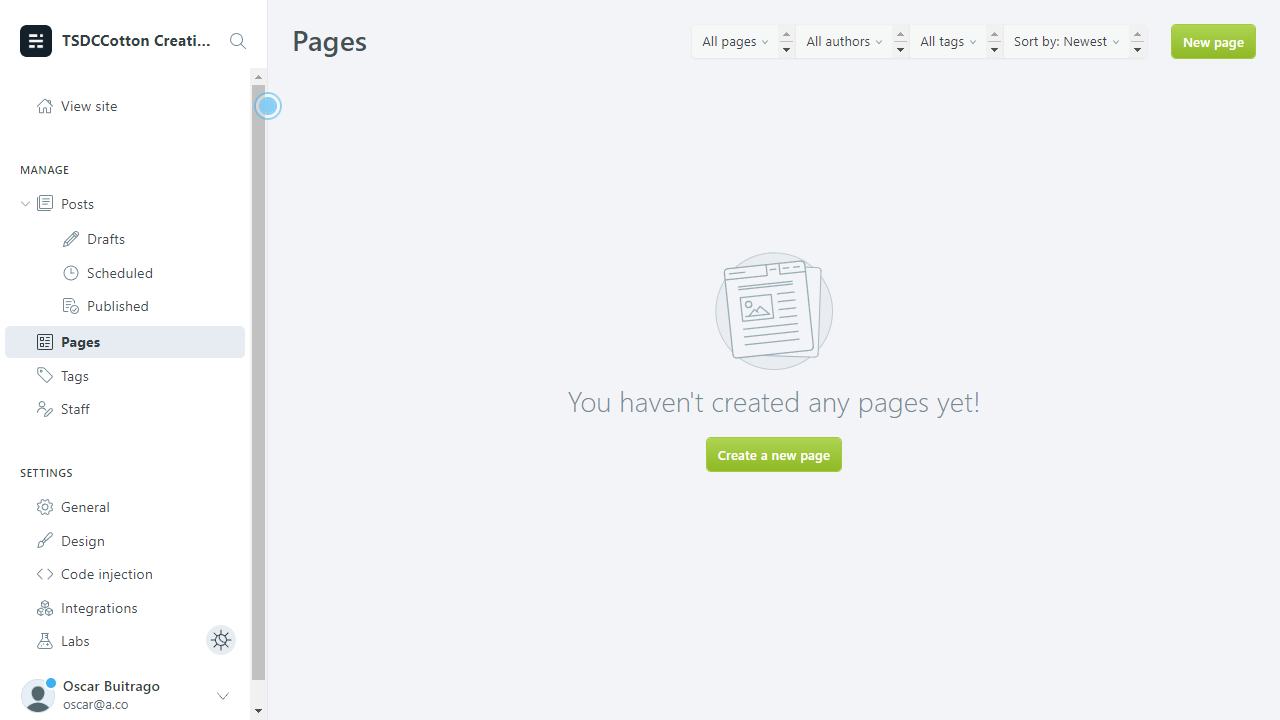 TSDCCotton Creati...
View site
MANAGE
Posts
Drafts
Scheduled
Published
Pages
Tags
Staff
SETTINGS
General
Design
Code injection
Integrations
Labs
Oscar Buitrago
oscar@a.co
Pages
All pages
All authors
All tags
Sort by: Newest
New page
You haven't created any pages yet!
Create a new page